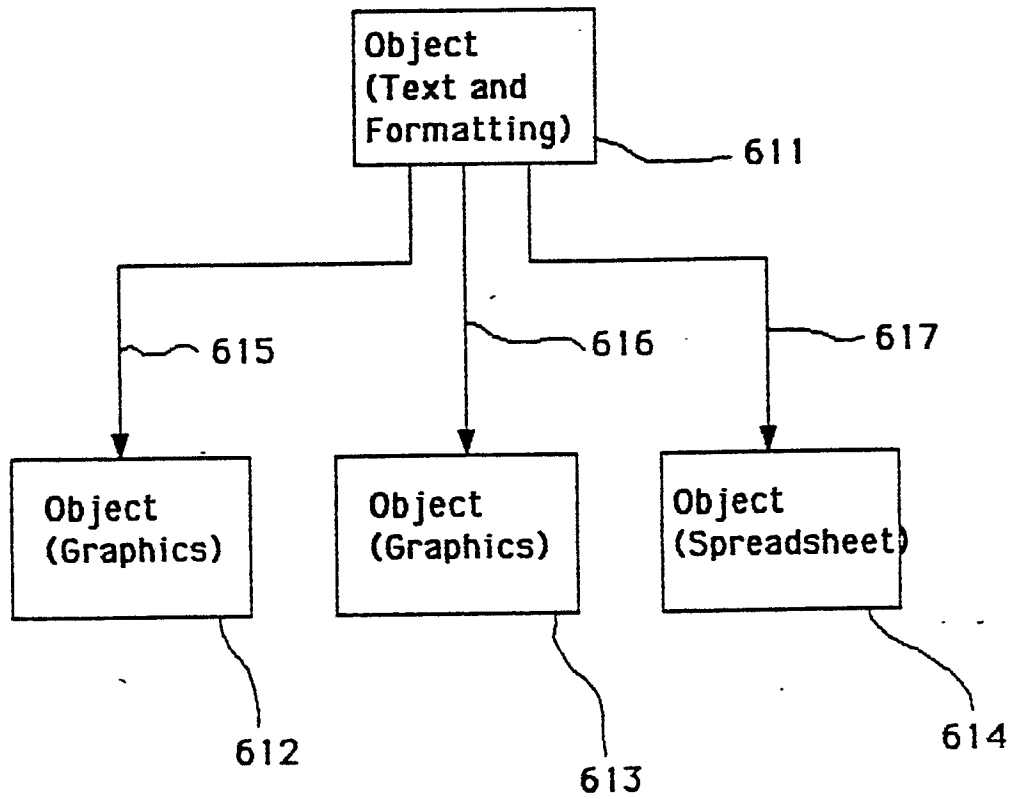 Object
(Text and
Formatting)
611
615
616
617
Object
(Graphics)
Object
(Graphics)
Object
(Spreadsheet)
612
613
614